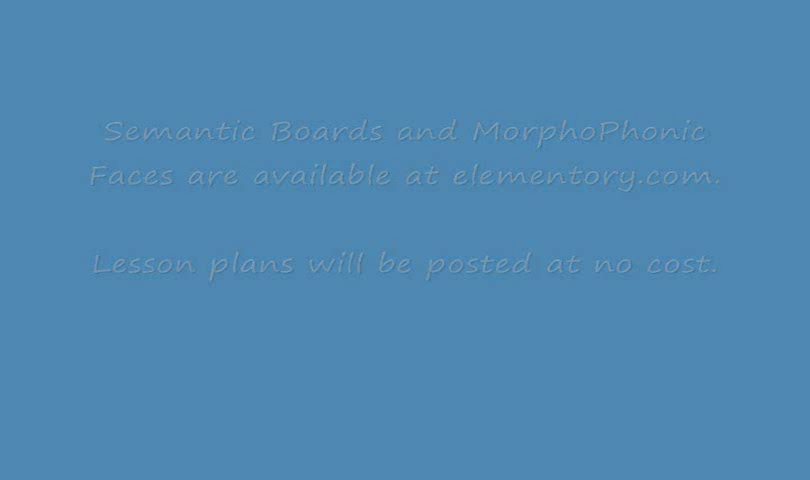 Semantic Boards and MorphoPhonic
Faces are available at elementory.com.
Lesson plans will be posted at no cost.